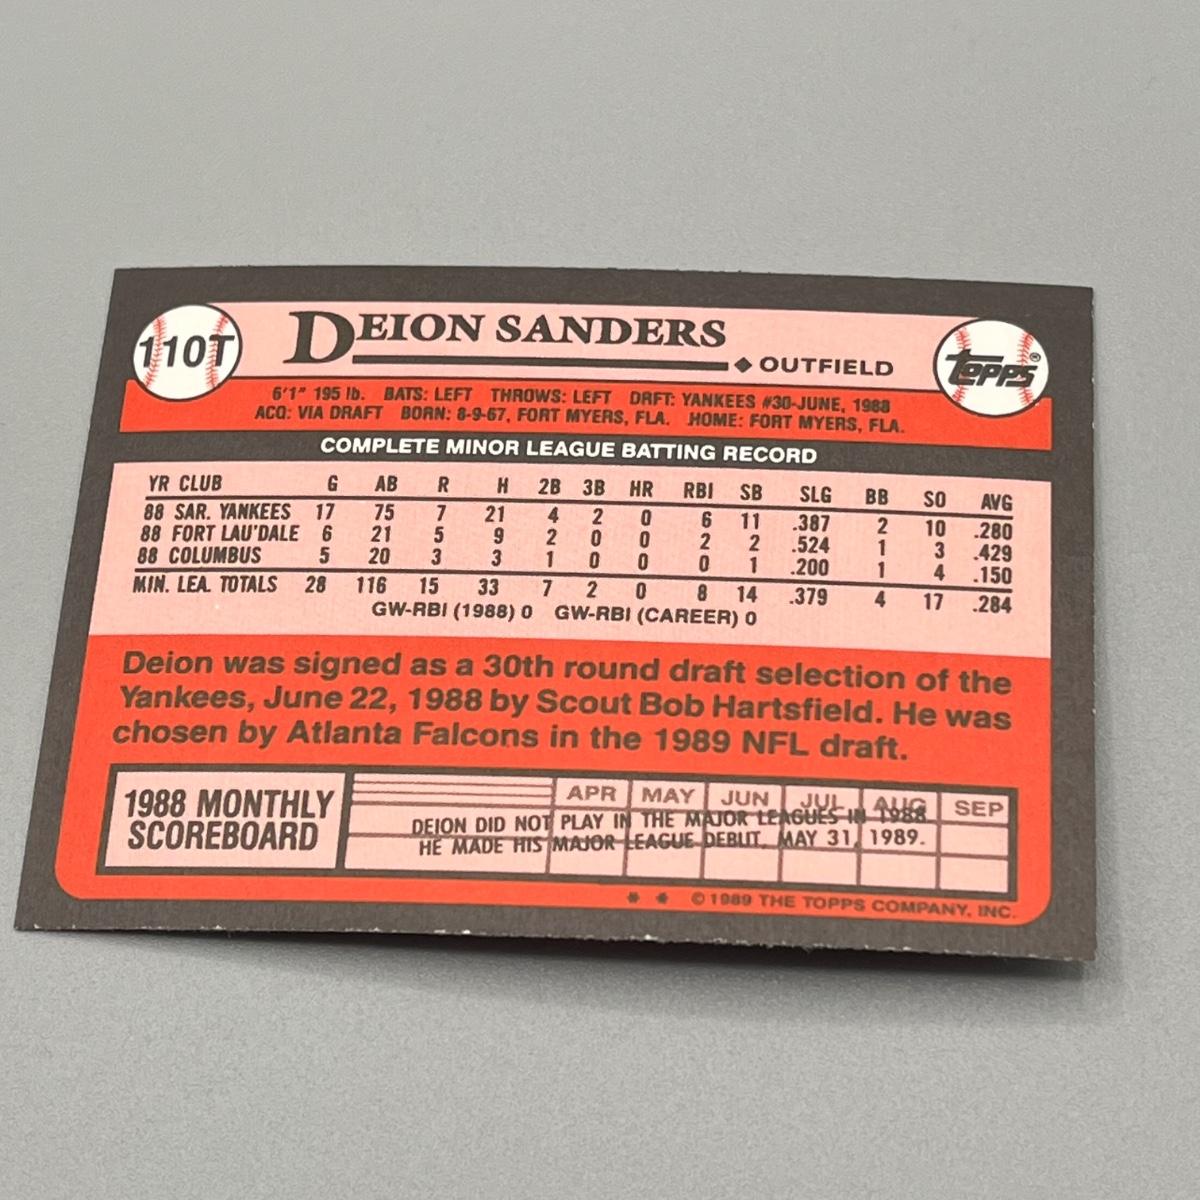 110T
DEION SANDERS
◆ OUTFIELD
Topps®
6'1" 195 lb. BATS: LEFT THROWS: LEFT DRFT: YANKEES #30-JUNE, 1988
ACQ: VIA DRAFT BORN: 8-9-67, FORT MYERS, FLA. HOME: FORT MYERS, FLA.
COMPLETE MINOR LEAGUE BATTING RECORD
YR CLUB G AB R H 2B 3B HR RBI SB SLG BB SO AVG
88 SAR. YANKEES 17 75 7 21 4 2 0 6 11 .387 2 10 .280
88 FORT LAU'DALE 6 21 5 9 2 0 0 2 2 .524 1 3 .429
88 COLUMBUS 5 20 3 3 1 0 0 0 1 .200 1 4 .150
MIN. LEA. TOTALS 28 116 15 33 7 2 0 8 14 .379 4 17 .284
GW-RBI (1988) 0 GW-RBI (CAREER) 0
Deion was signed as a 30th round draft selection of the
Yankees, June 22, 1988 by Scout Bob Hartsfield. He was
chosen by Atlanta Falcons in the 1989 NFL draft.
1988 MONTHLY
SCOREBOARD
APR MAY JUN JUL AUG SEP
DEION DID NOT PLAY IN THE MAJOR LEAGUES IN 1988.
HE MADE HIS MAJOR LEAGUE DEBUT, MAY 31, 1989.
* * © 1989 THE TOPPS COMPANY, INC.